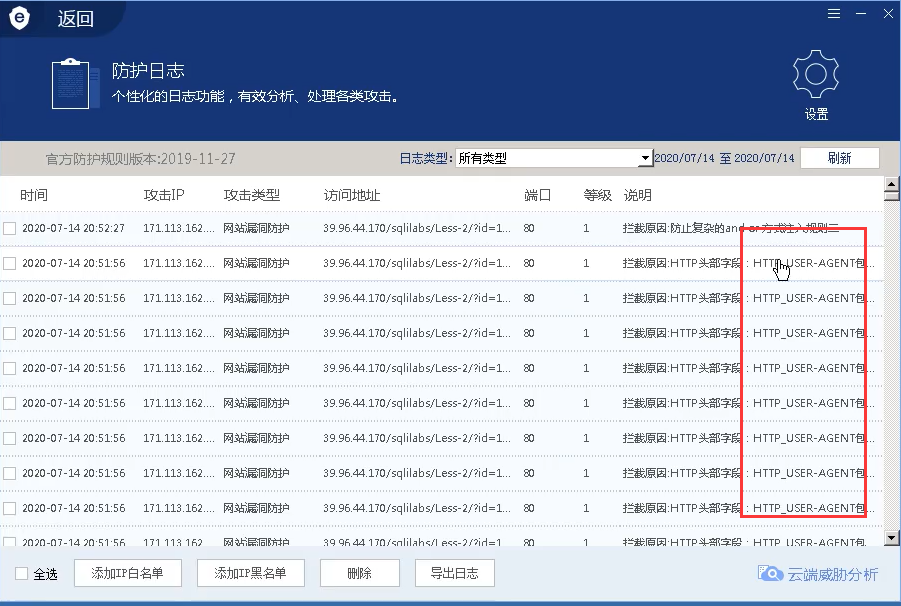 返回
防护日志
个性化的日志功能，有效分析、处理各类攻击。
设置
官方防护规则版本:2019-11-27 日志类型: 所有类型 2020/07/14 至 2020/07/14 刷新
时间 攻击IP 攻击类型 访问地址 端口 等级 说明
2020-07-14 20:52:27 171.113.162.... 网站漏洞防护 39.96.44.170/sqlilabs/Less-2/?id=1... 80 1 拦截原因:防止复杂的and or 方式注入规则二
2020-07-14 20:51:56 171.113.162.... 网站漏洞防护 39.96.44.170/sqlilabs/Less-2/?id=1... 80 1 拦截原因:HTTP头部字段：HTTP_USER-AGENT包...
2020-07-14 20:51:56 171.113.162.... 网站漏洞防护 39.96.44.170/sqlilabs/Less-2/?id=1... 80 1 拦截原因:HTTP头部字段：HTTP_USER-AGENT包...
2020-07-14 20:51:56 171.113.162.... 网站漏洞防护 39.96.44.170/sqlilabs/Less-2/?id=1... 80 1 拦截原因:HTTP头部字段：HTTP_USER-AGENT包...
2020-07-14 20:51:56 171.113.162.... 网站漏洞防护 39.96.44.170/sqlilabs/Less-2/?id=1... 80 1 拦截原因:HTTP头部字段：HTTP_USER-AGENT包...
2020-07-14 20:51:56 171.113.162.... 网站漏洞防护 39.96.44.170/sqlilabs/Less-2/?id=1... 80 1 拦截原因:HTTP头部字段：HTTP_USER-AGENT包...
2020-07-14 20:51:56 171.113.162.... 网站漏洞防护 39.96.44.170/sqlilabs/Less-2/?id=1... 80 1 拦截原因:HTTP头部字段：HTTP_USER-AGENT包...
2020-07-14 20:51:56 171.113.162.... 网站漏洞防护 39.96.44.170/sqlilabs/Less-2/?id=1... 80 1 拦截原因:HTTP头部字段：HTTP_USER-AGENT包...
2020-07-14 20:51:56 171.113.162.... 网站漏洞防护 39.96.44.170/sqlilabs/Less-2/?id=1... 80 1 拦截原因:HTTP头部字段：HTTP_USER-AGENT包...
2020-07-14 20:51:56 171.113.162.... 网站漏洞防护 39.96.44.170/sqlilabs/Less-2/?id=1... 80 1 拦截原因:HTTP头部字段：HTTP_USER-AGENT包...
全选 添加IP白名单 添加IP黑名单 删除 导出日志 云端威胁分析